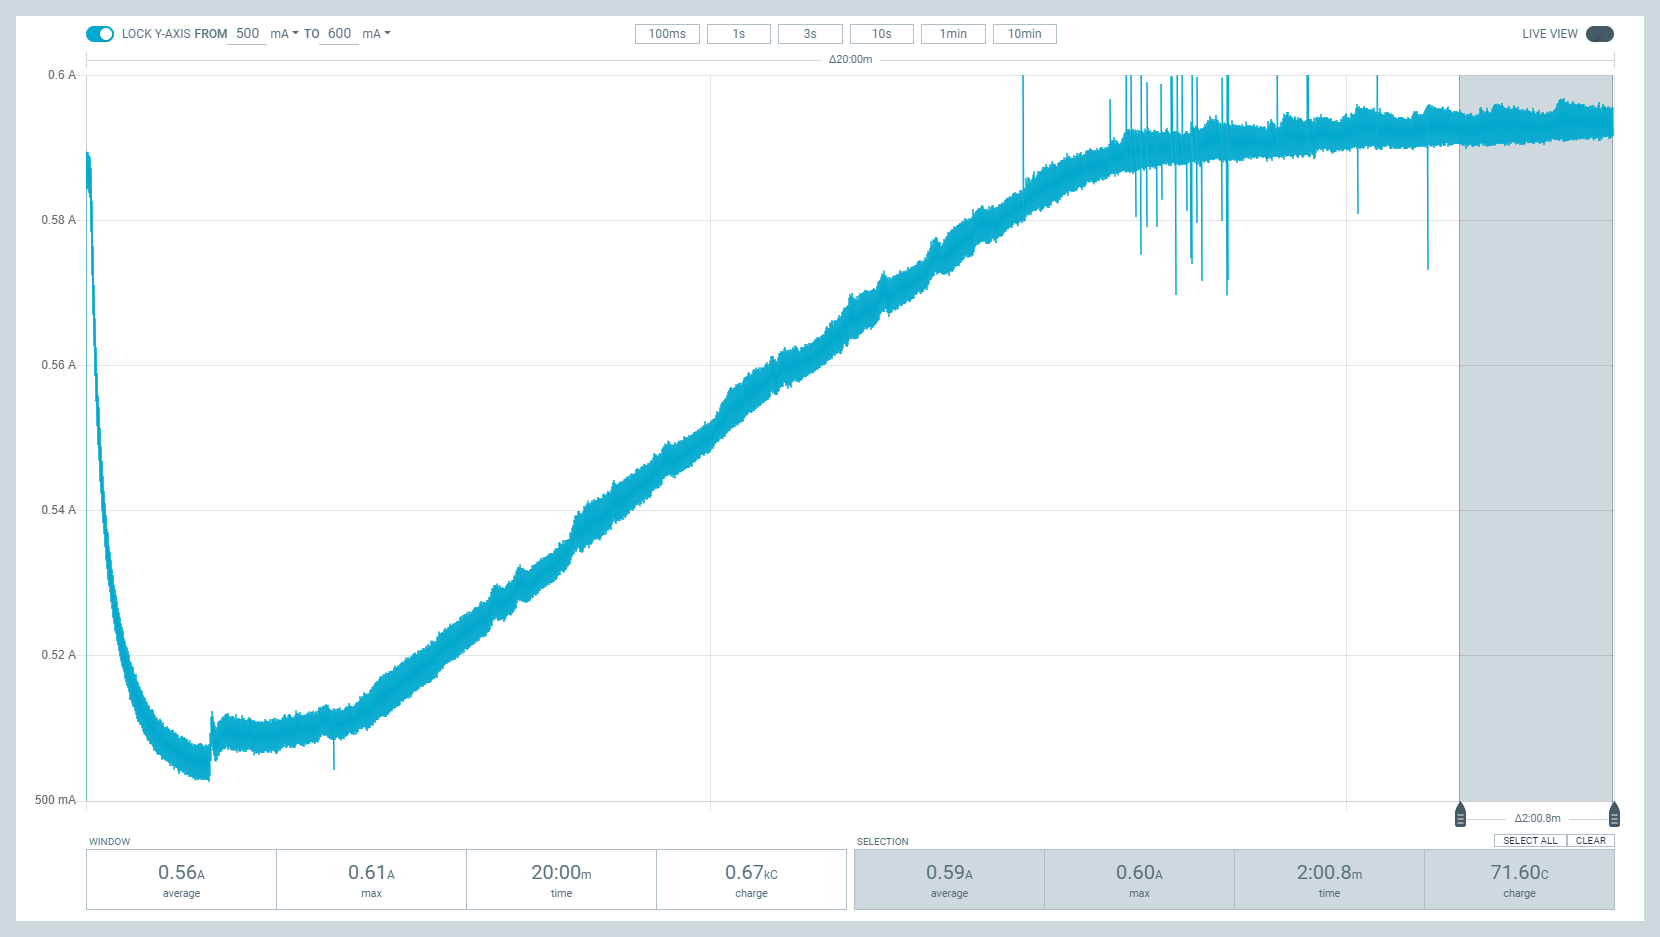 LOCK Y-AXIS FROM 500 mA TO 600 mA
100ms 1s 3s 10s 1min 10min
LIVE VIEW
Δ20:00m
0.6 A
0.58 A
0.56 A
0.54 A
0.52 A
500 mA
Δ2:00.8m
WINDOW
SELECTION
SELECT ALL CLEAR
0.56A 0.61A 20:00m 0.67kC
average max time charge
0.59A 0.60A 2:00.8m 71.60C
average max time charge